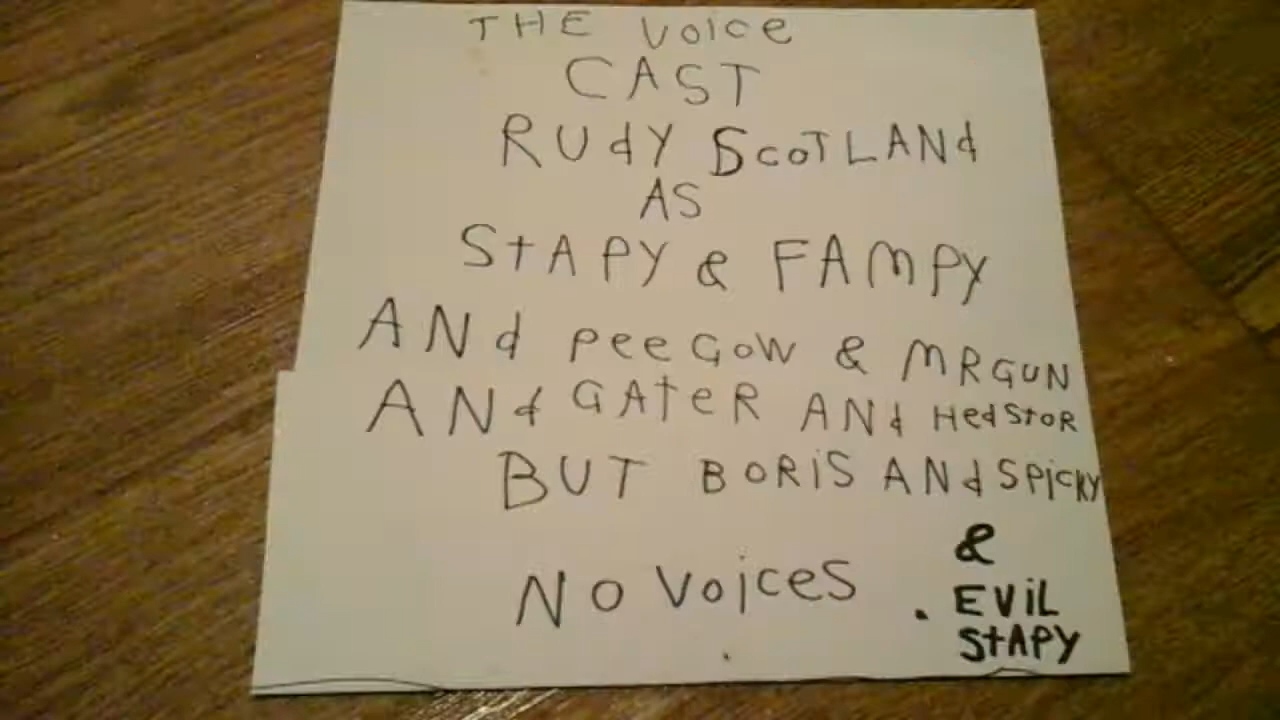 THE VoicE
CAST
RUdY ScoTLANd
AS
StAPY & FAMPY
ANd PeeGOW & MRGUN
ANd GAteR ANd HedStoR
BUT BORiS ANd SPicKY
No VoiceS
&
. EViL
StAPY